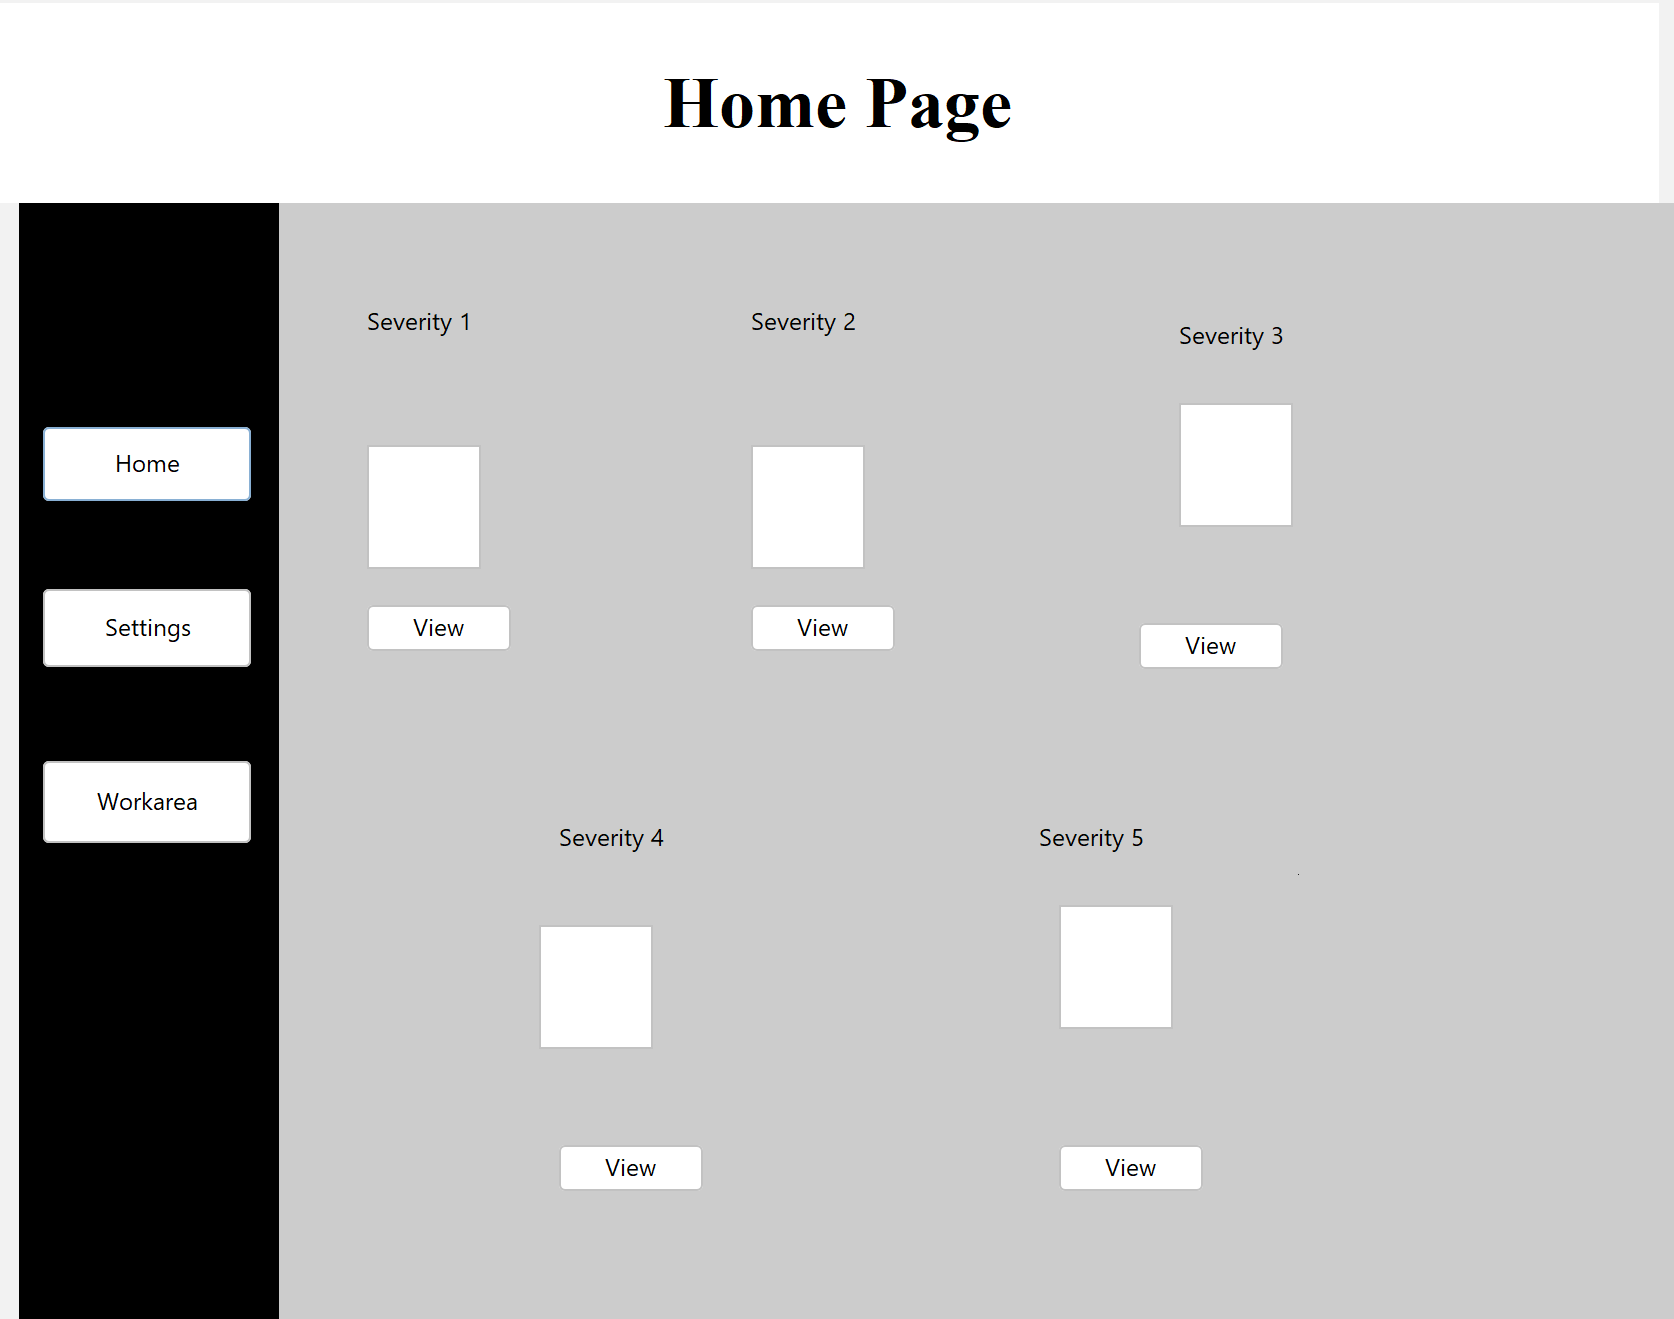 Home Page
Severity 1
Severity 2
Severity 3
Home
Settings
Workarea
View
View
View
Severity 4
Severity 5
View
View